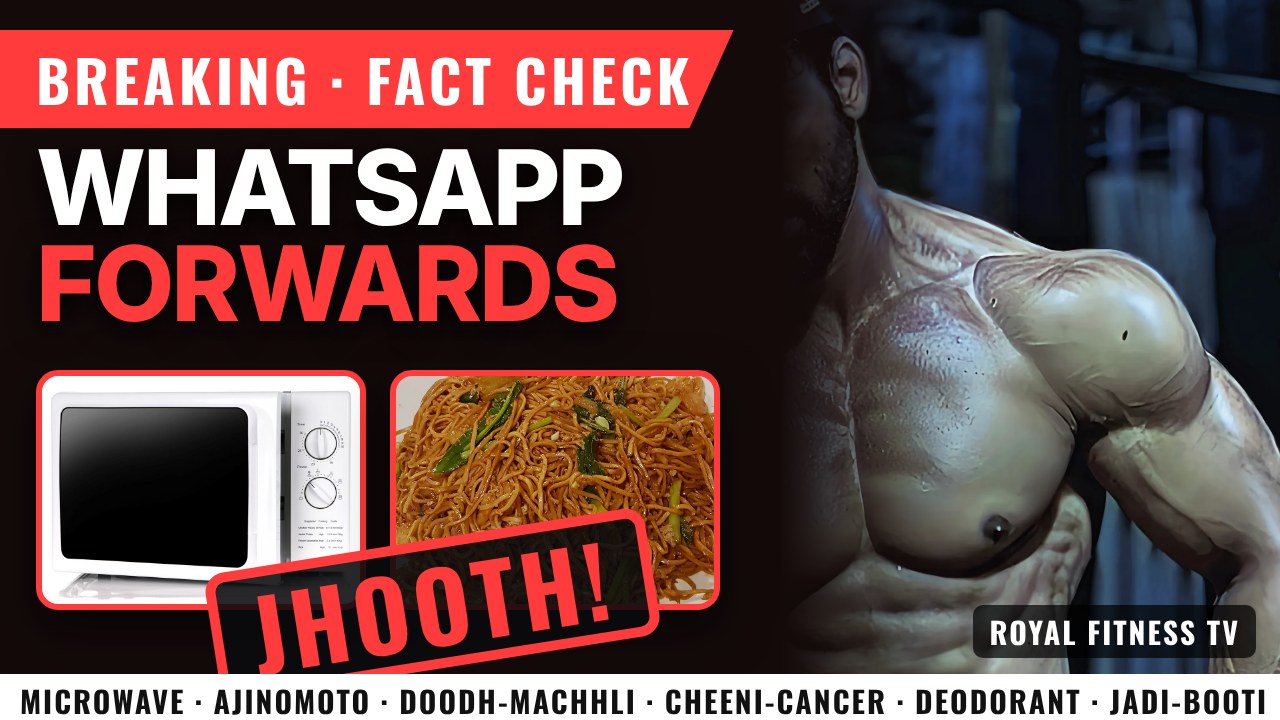 BREAKING · FACT CHECK
WHATSAPP
FORWARDS
JHOOTH!
ROYAL FITNESS TV
MICROWAVE · AJINOMOTO · DOODH-MACHHLI · CHEENI-CANCER · DEODORANT · JADI-BOOTI